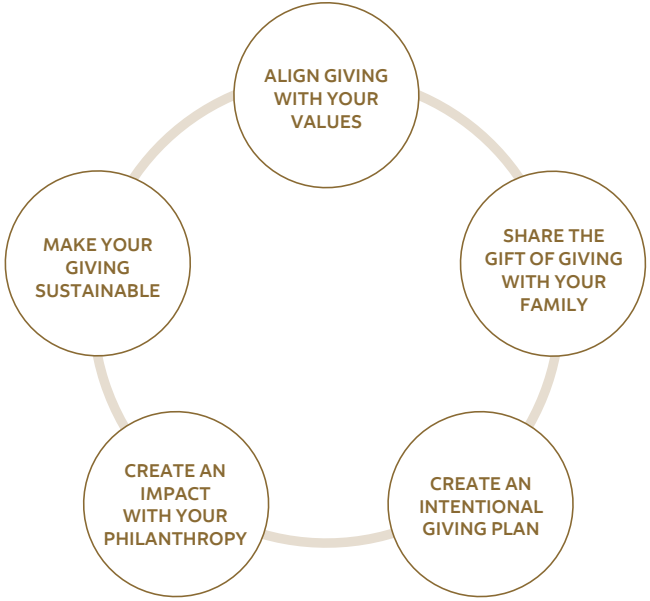 ALIGN GIVING
WITH YOUR
VALUES
SHARE THE
GIFT OF GIVING
WITH YOUR
FAMILY
CREATE AN
INTENTIONAL
GIVING PLAN
CREATE AN
IMPACT
WITH YOUR
PHILANTHROPY
MAKE YOUR
GIVING
SUSTAINABLE